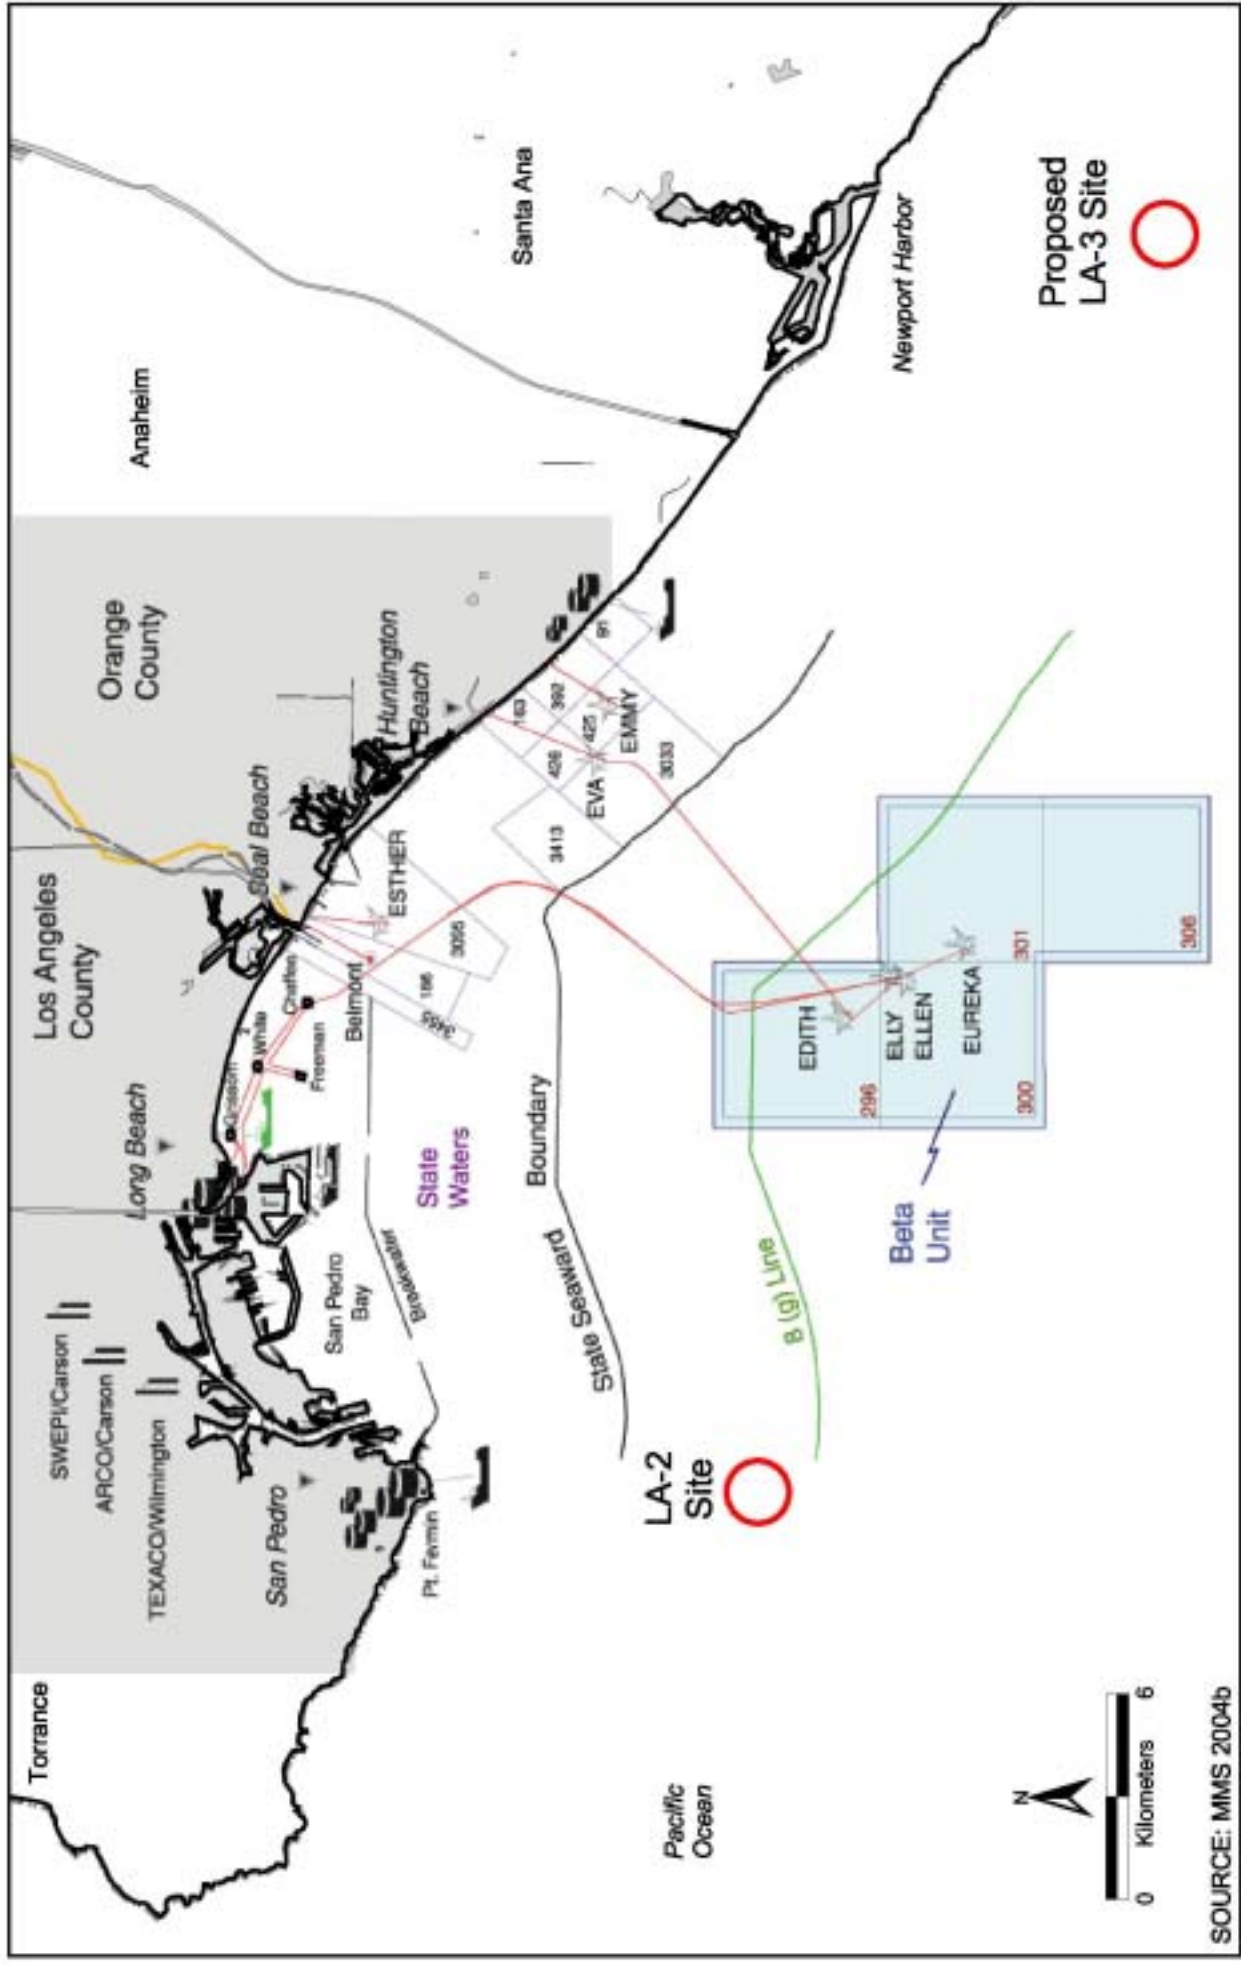 Torrance
SWEPI/Carson
ARCO/Carson
TEXACO/Wilmington
San Pedro
Pt. Fermin
Long Beach
Los Angeles
County
Orange
County
Anaheim
Santa Ana
Seal Beach
Huntington
Beach
Newport Harbor
Grissom
White
Chaffee
Freeman
Belmont
ESTHER
San Pedro
Bay
Breakwater
State
Waters
3455
186
3095
3413
426
425
163
392
91
3033
EVA
EMMY
State Seaward
Boundary
8 (g) Line
EDITH
ELLY
ELLEN
EUREKA
296
300
301
306
Beta
Unit
LA-2
Site
Proposed
LA-3 Site
Pacific
Ocean
N
0
Kilometers
6
SOURCE: MMS 2004b